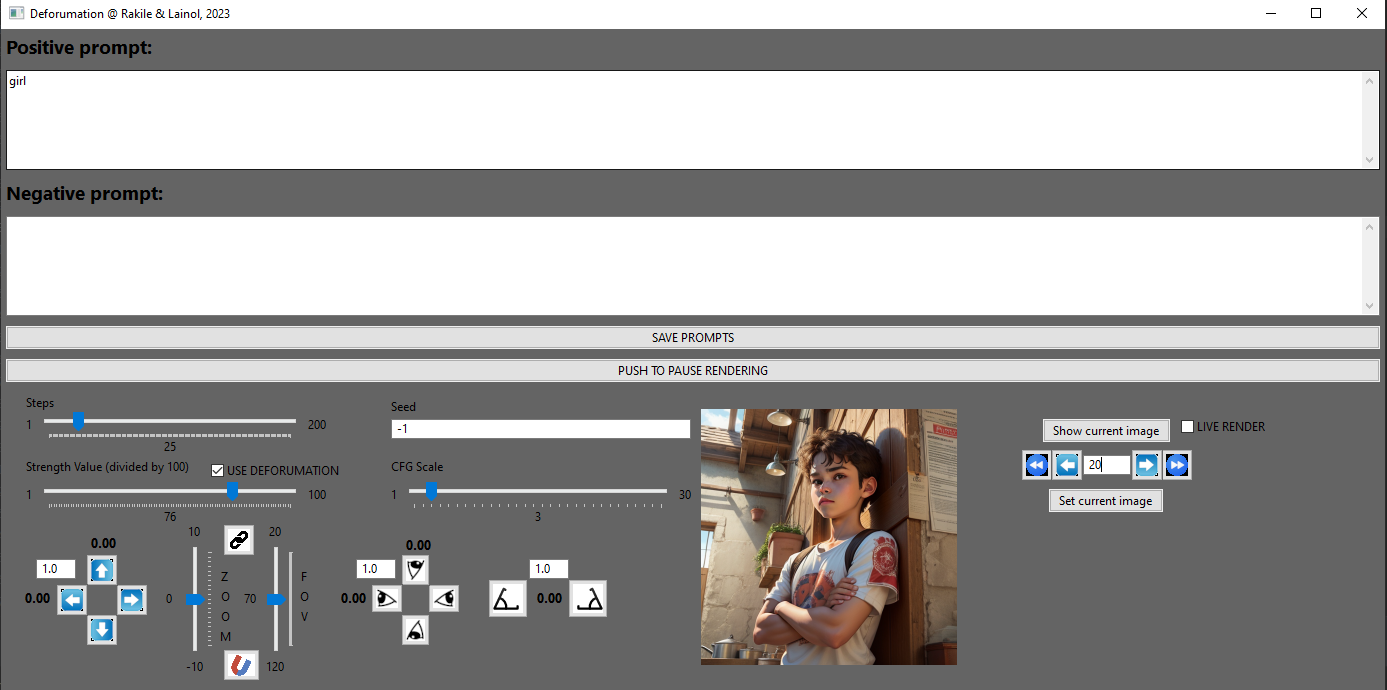 Deforumation @ Rakile & Lainol, 2023
Positive prompt:
girl
Negative prompt:
SAVE PROMPTS
PUSH TO PAUSE RENDERING
Steps
1
200
25
Strength Value (divided by 100)
USE DEFORUMATION
1
100
76
Seed
-1
CFG Scale
1
30
3
Show current image
LIVE RENDER
20
Set current image
0.00
1.0
0.00
10
0
-10
ZOOM
20
70
120
FOV
0.00
1.0
0.00
1.0
0.00